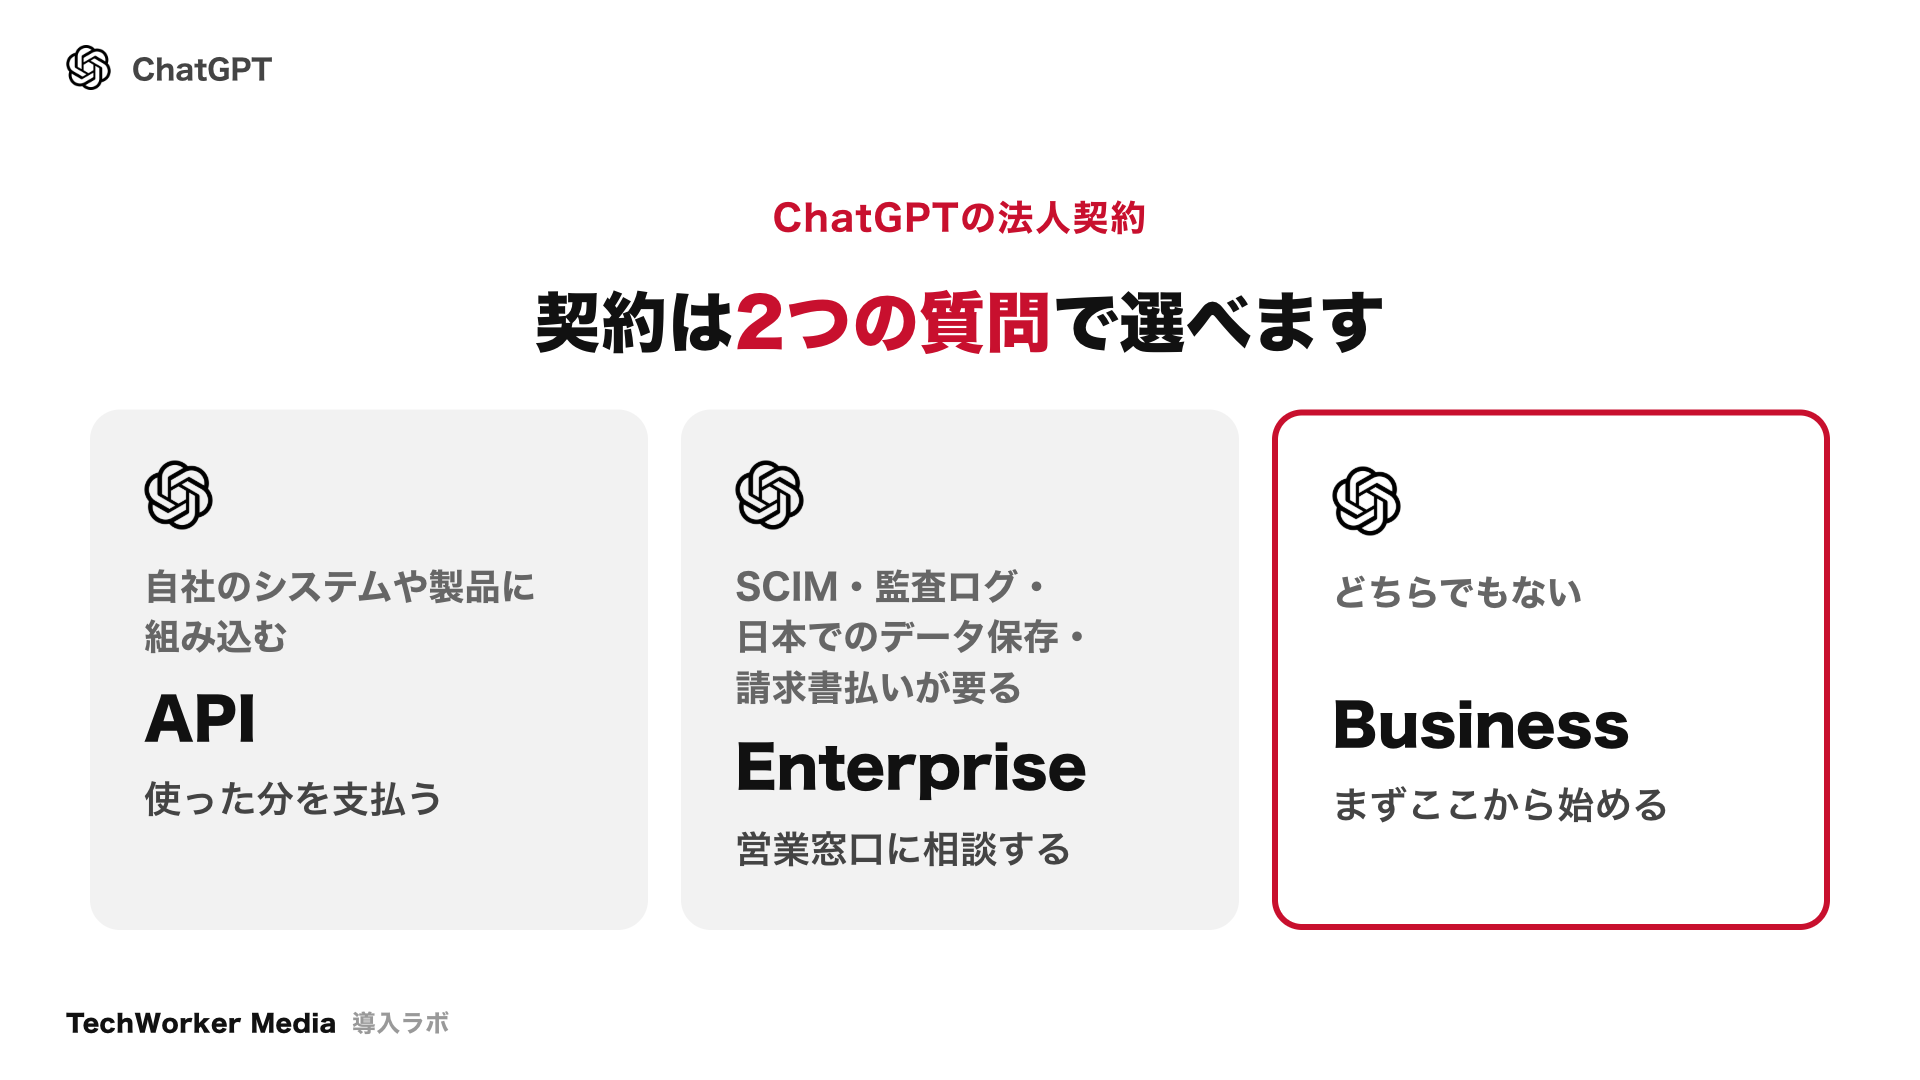 ChatGPT
ChatGPTの法人契約
契約は2つの質問で選べます
自社のシステムや製品に
組み込む
API
使った分を支払う
SCIM・監査ログ・
日本でのデータ保存・
請求書払いが要る
Enterprise
営業窓口に相談する
どちらでもない
Business
まずここから始める
TechWorker Media 導入ラボ